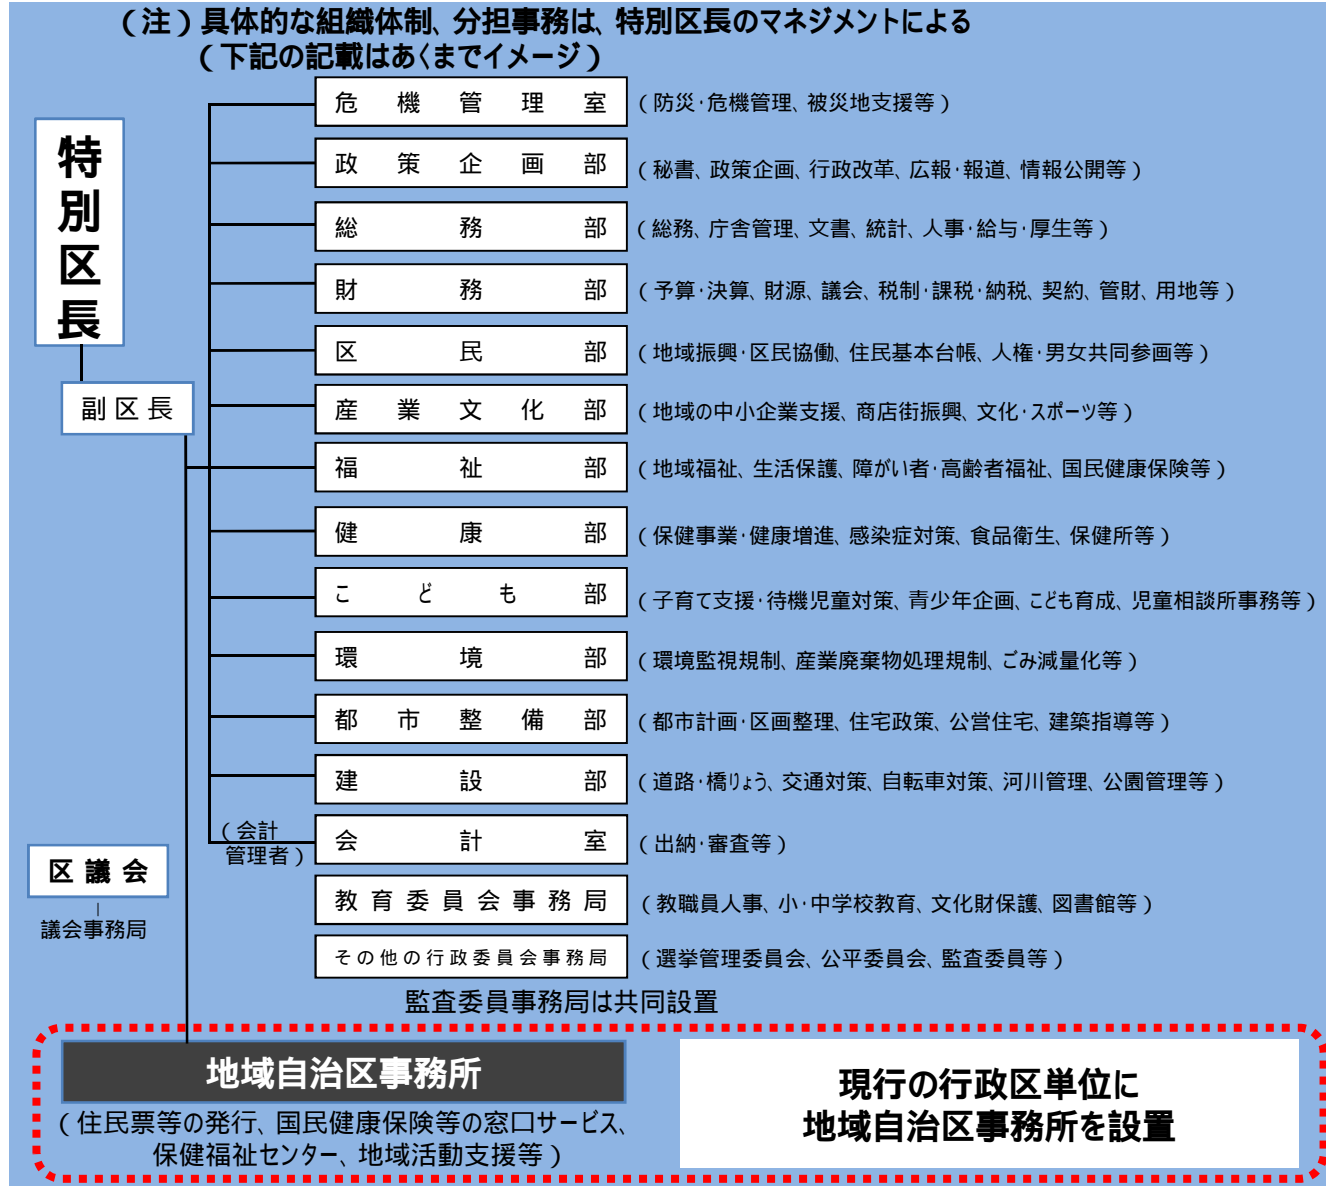 （注）具体的な組織体制、分担事務は、特別区長のマネジメントによる
（下記の記載はあくまでイメージ）
特別区長
副区長
危機管理室
（防災・危機管理、被災地支援等）
政策企画部
（秘書、政策企画、行政改革、広報・報道、情報公開等）
総務部
（総務、庁舎管理、文書、統計、人事・給与・厚生等）
財務部
（予算・決算、財源、議会、税制・課税・納税、契約、管財、用地等）
区民部
（地域振興・区民協働、住民基本台帳、人権・男女共同参画等）
産業文化部
（地域の中小企業支援、商店街振興、文化・スポーツ等）
福祉部
（地域福祉、生活保護、障がい者・高齢者福祉、国民健康保険等）
健康部
（保健事業・健康増進、感染症対策、食品衛生、保健所等）
こども部
（子育て支援・待機児童対策、青少年企画、こども育成、児童相談所事務等）
環境部
（環境監視規制、産業廃棄物処理規制、ごみ減量化等）
都市整備部
（都市計画・区画整理、住宅政策、公営住宅、建築指導等）
建設部
（道路・橋りょう、交通対策、自転車対策、河川管理、公園管理等）
（会計
管理者）
会計室
（出納・審査等）
区議会
議会事務局
教育委員会事務局
（教職員人事、小・中学校教育、文化財保護、図書館等）
その他の行政委員会事務局
（選挙管理委員会、公平委員会、監査委員等）
監査委員事務局は共同設置
地域自治区事務所
（住民票等の発行、国民健康保険等の窓口サービス、
保健福祉センター、地域活動支援等）
現行の行政区単位に
地域自治区事務所を設置